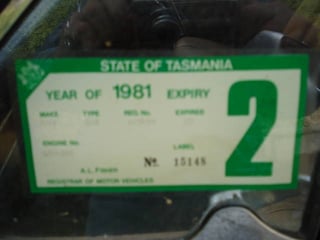 STATE OF TASMANIA
YEAR OF 1981 EXPIRY
2
MAKE TYPE REG. No. EXPIRES
ENGINE No. LABEL
No. 15148
REGISTRAR OF MOTOR VEHICLES